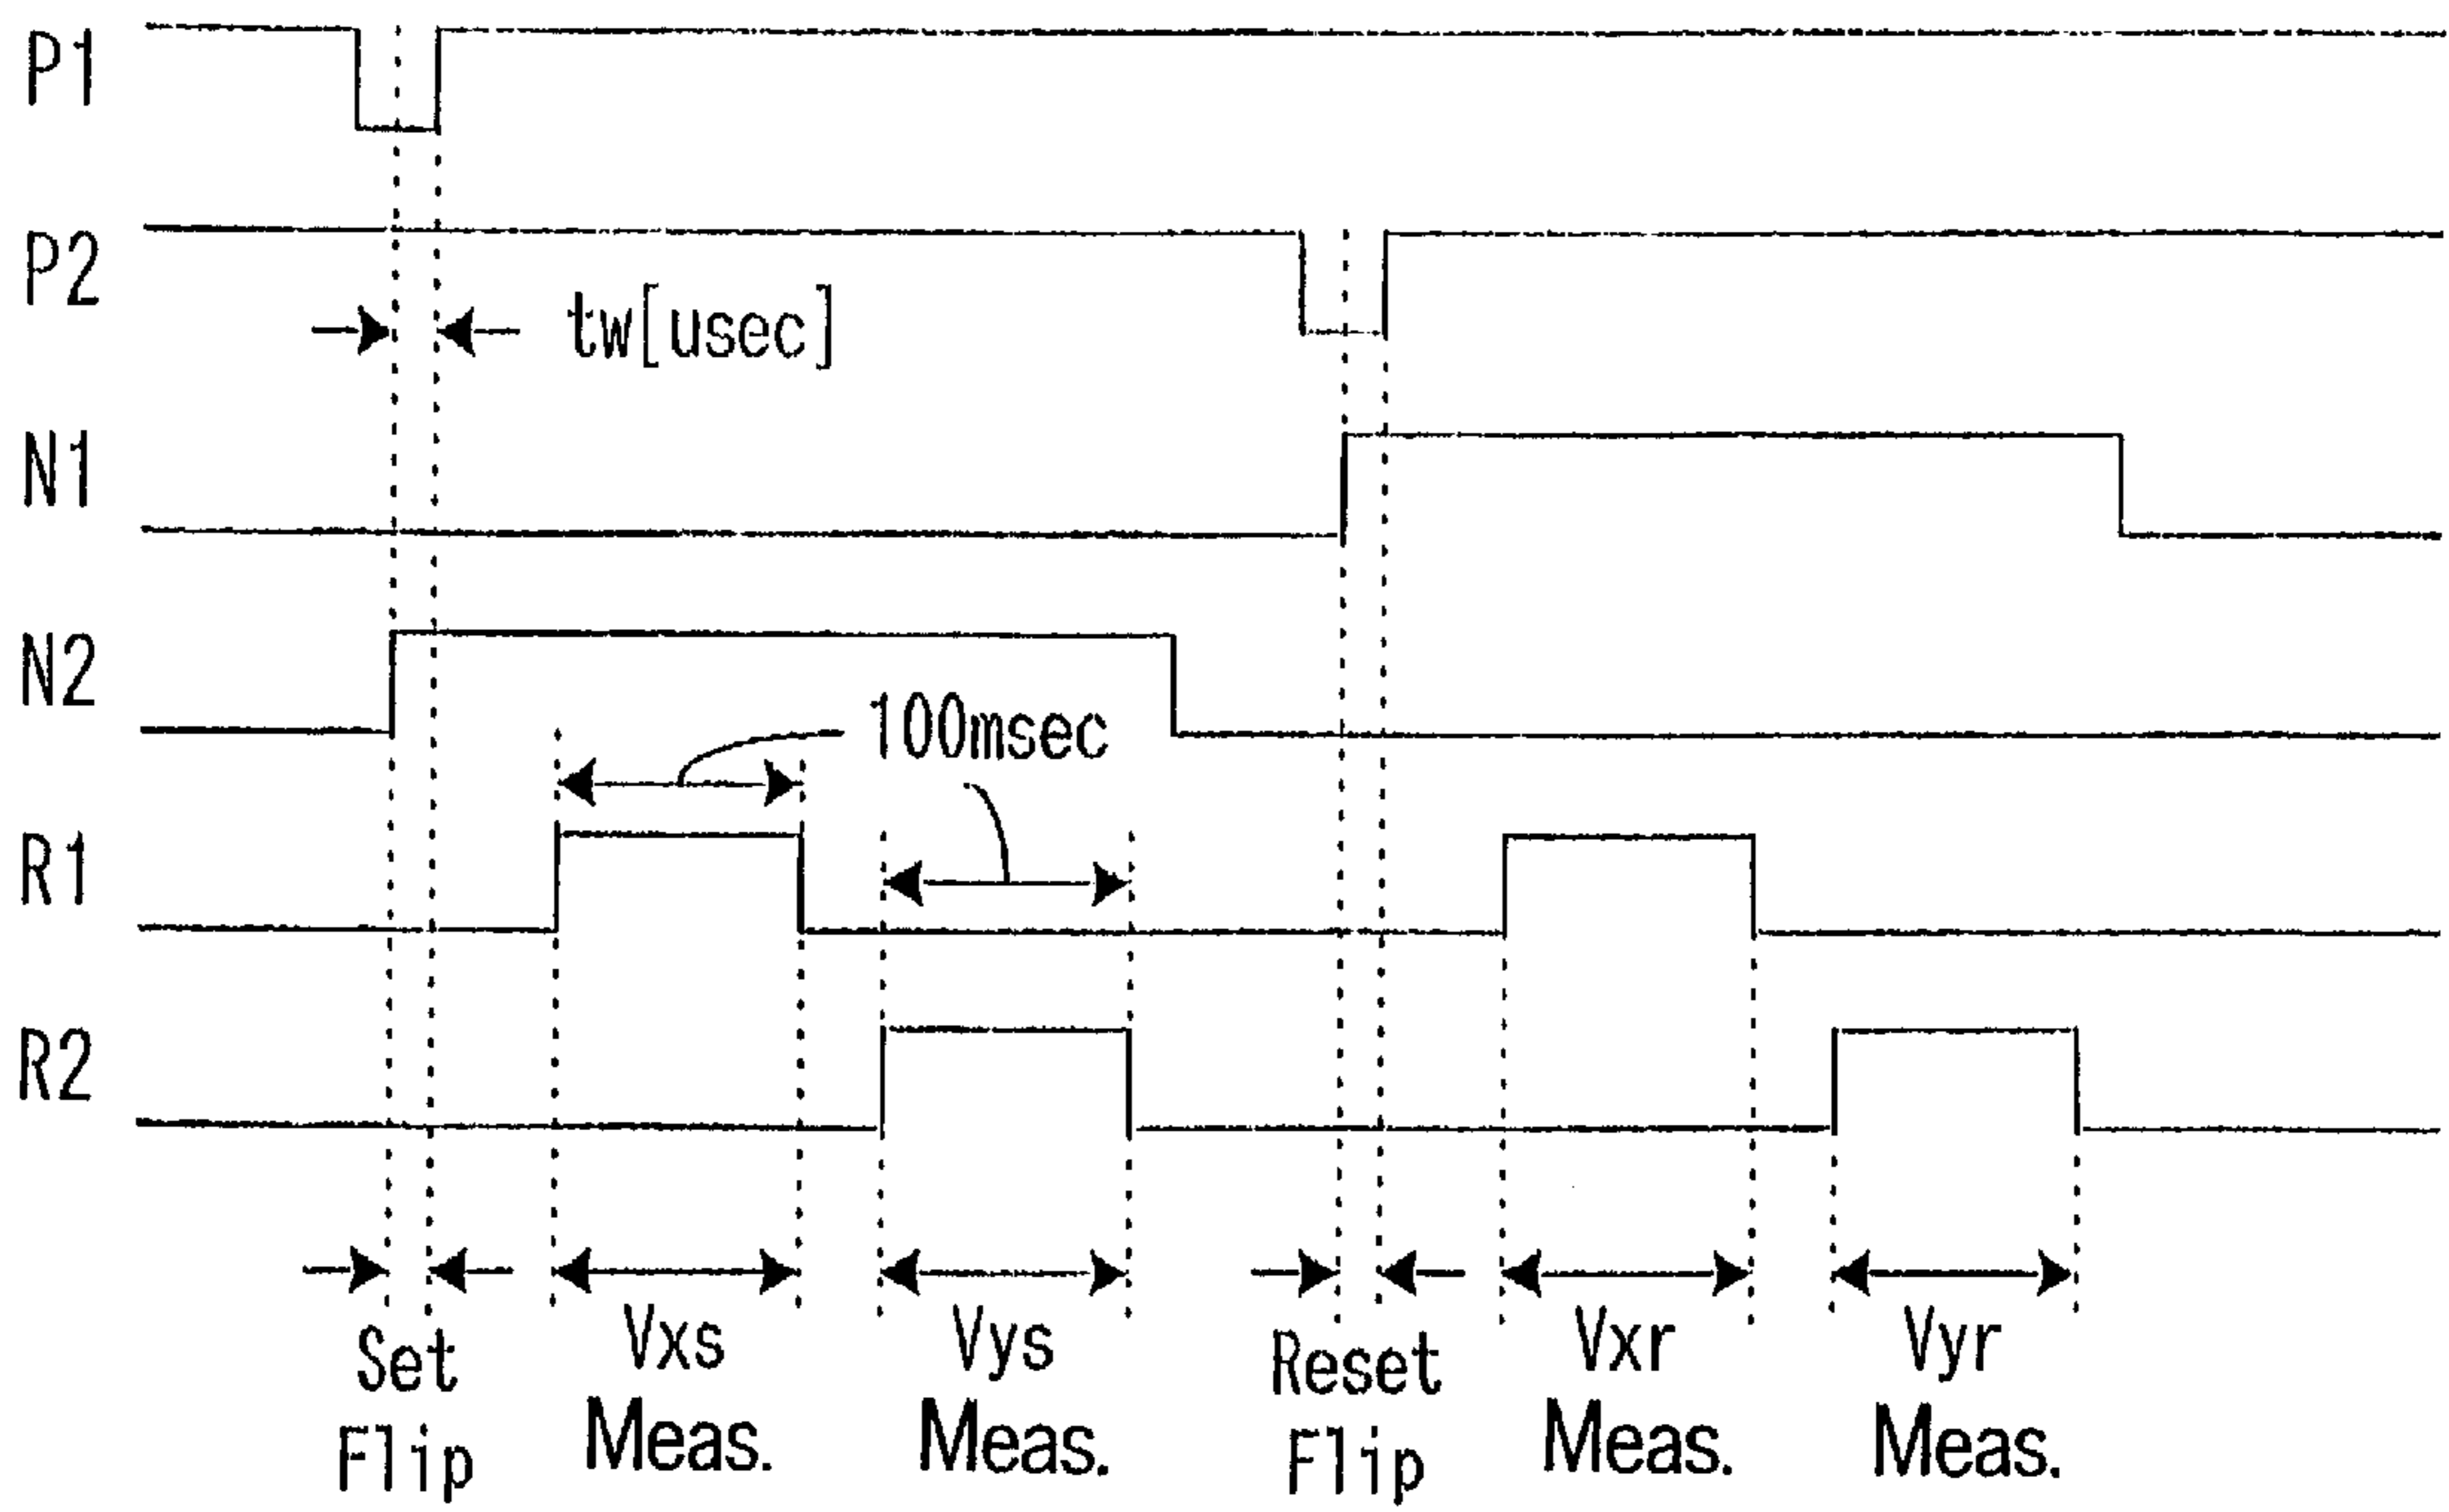 P1
P2
tw[usec]
N1
N2
100msec
R1
R2
Set
Flip
Vxs
Meas.
Vys
Meas.
Reset
Flip
Vxr
Meas.
Vyr
Meas.